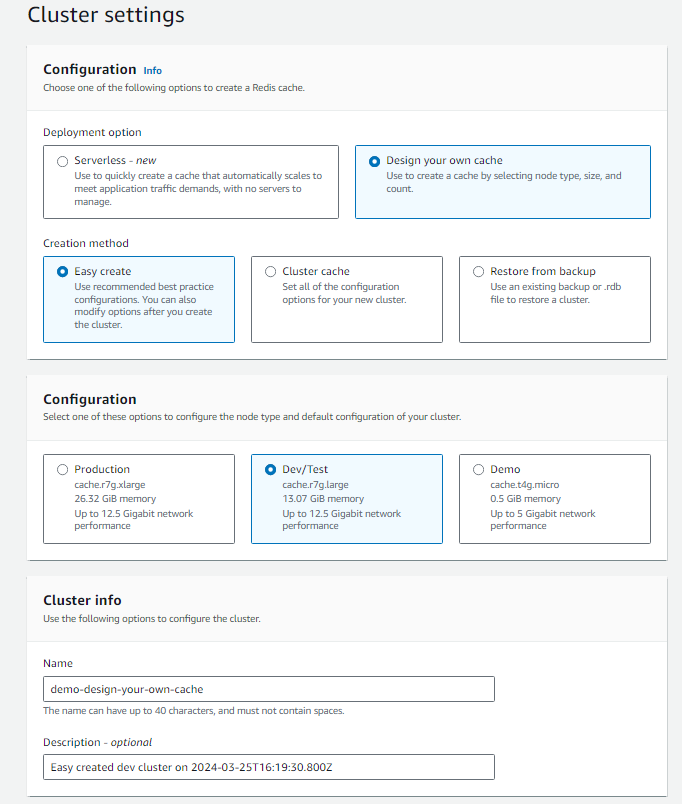 Cluster settings
Configuration Info
Choose one of the following options to create a Redis cache.
Deployment option
Serverless - new
Use to quickly create a cache that automatically scales to
meet application traffic demands, with no servers to
manage.
Design your own cache
Use to create a cache by selecting node type, size, and
count.
Creation method
Easy create
Use recommended best practice
configurations. You can also
modify options after you create
the cluster.
Cluster cache
Set all of the configuration
options for your new cluster.
Restore from backup
Use an existing backup or .rdb
file to restore a cluster.
Configuration
Select one of these options to configure the node type and default configuration of your cluster.
Production
cache.r7g.xlarge
26.32 GiB memory
Up to 12.5 Gigabit network
performance
Dev/Test
cache.r7g.large
13.07 GiB memory
Up to 12.5 Gigabit network
performance
Demo
cache.t4g.micro
0.5 GiB memory
Up to 5 Gigabit network
performance
Cluster info
Use the following options to configure the cluster.
Name
demo-design-your-own-cache
The name can have up to 40 characters, and must not contain spaces.
Description - optional
Easy created dev cluster on 2024-03-25T16:19:30.800Z